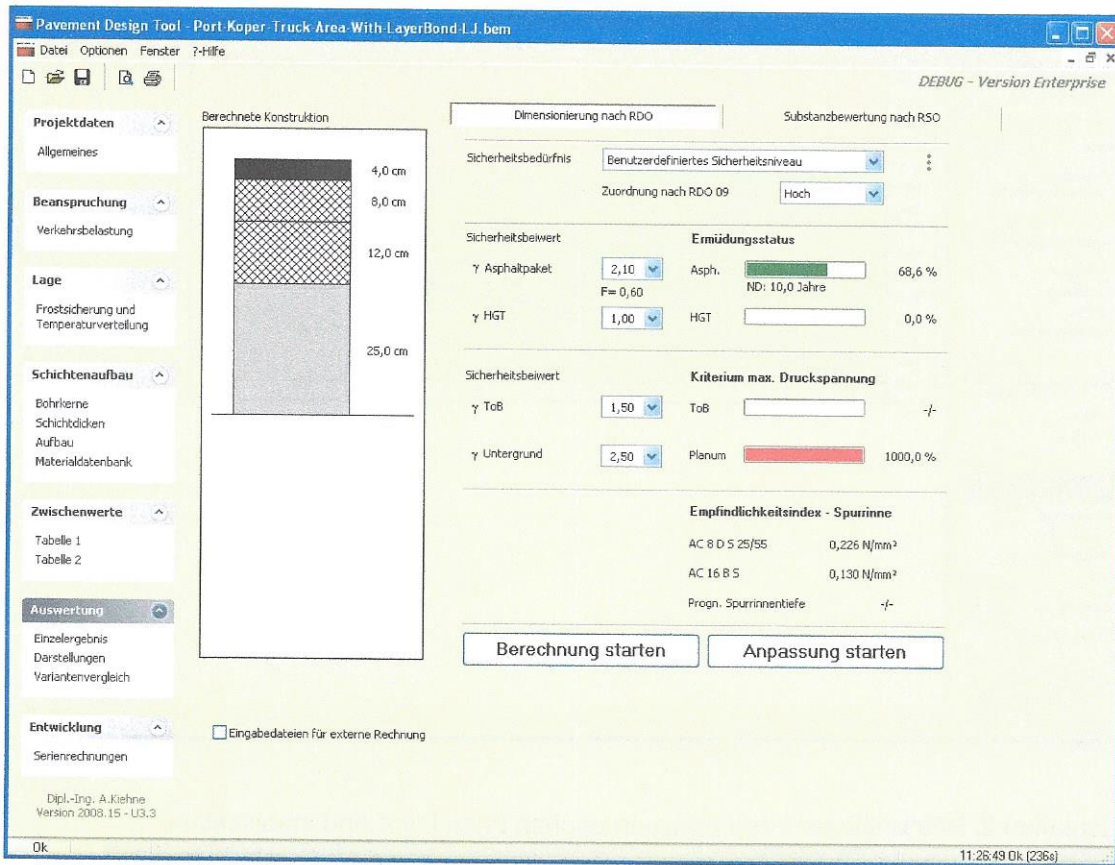 Pavement Design Tool - Port-Koper-Truck-Area-With-LayerBond-LJ.bem
Datei Optionen Fenster ?-Hilfe
DEBUG - Version Enterprise
Projektdaten
Allgemeines
Beanspruchung
Verkehrsbelastung
Lage
Frostsicherung und
Temperaturverteilung
Schichtenaufbau
Bohrkerne
Schichtdicken
Aufbau
Materialdatenbank
Zwischenwerte
Tabelle 1
Tabelle 2
Auswertung
Einzelergebnis
Darstellungen
Variantenvergleich
Entwicklung
Serienrechnungen
Dipl.-Ing. A.Kiehne
Version 2008.15 - U3.3
Berechnete Konstruktion
4,0 cm
8,0 cm
12,0 cm
25,0 cm
Eingabedateien für externe Rechnung
Dimensionierung nach RDO Substanzbewertung nach RSO
Sicherheitsbedürfnis Benutzerdefiniertes Sicherheitsniveau
Zuordnung nach RDO 09 Hoch
Sicherheitsbeiwert Ermüdungsstatus
γ Asphaltpaket 2,10 Asph. 68,6 %
F= 0,60 ND: 10,0 Jahre
γ HGT 1,00 HGT 0,0 %
Sicherheitsbeiwert Kriterium max. Druckspannung
γ ToB 1,50 ToB -/-
γ Untergrund 2,50 Planum 1000,0 %
Empfindlichkeitsindex - Spurrinne
AC 8 D S 25/55 0,226 N/mm²
AC 16 B S 0,130 N/mm²
Progn. Spurrinnentiefe -/-
Berechnung starten Anpassung starten
Ok 11:26:49 Ok (236s)